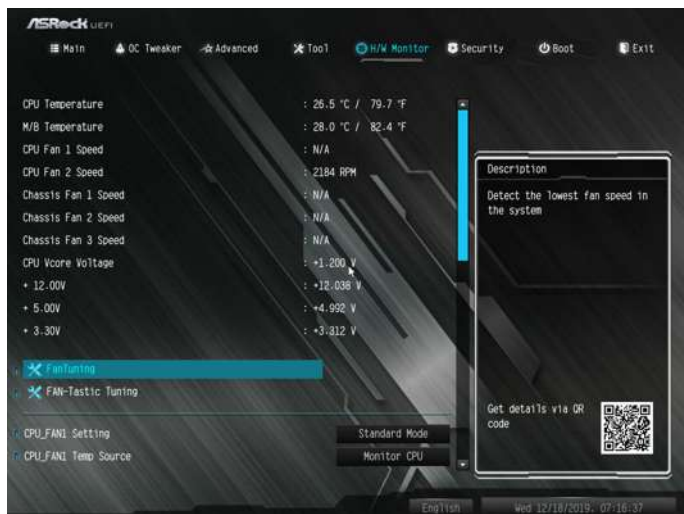 ASRock UEFI
Main OC Tweaker Advanced Tool H/W Monitor Security Boot Exit
CPU Temperature : 26.5 °C / 79.7 °F
M/B Temperature : 28.0 °C / 82.4 °F
CPU Fan 1 Speed : N/A
CPU Fan 2 Speed : 2184 RPM
Chassis Fan 1 Speed : N/A
Chassis Fan 2 Speed : N/A
Chassis Fan 3 Speed : N/A
CPU Vcore Voltage : +1.200 V
+ 12.00V : +12.038 V
+ 5.00V : +4.992 V
+ 3.30V : +3.312 V
FanTuning
FAN-Tastic Tuning
CPU_FAN1 Setting Standard Mode
CPU_FAN1 Temp Source Monitor CPU
Description
Detect the lowest fan speed in
the system
Get details via QR
code
English Wed 12/18/2019. 07:16:37